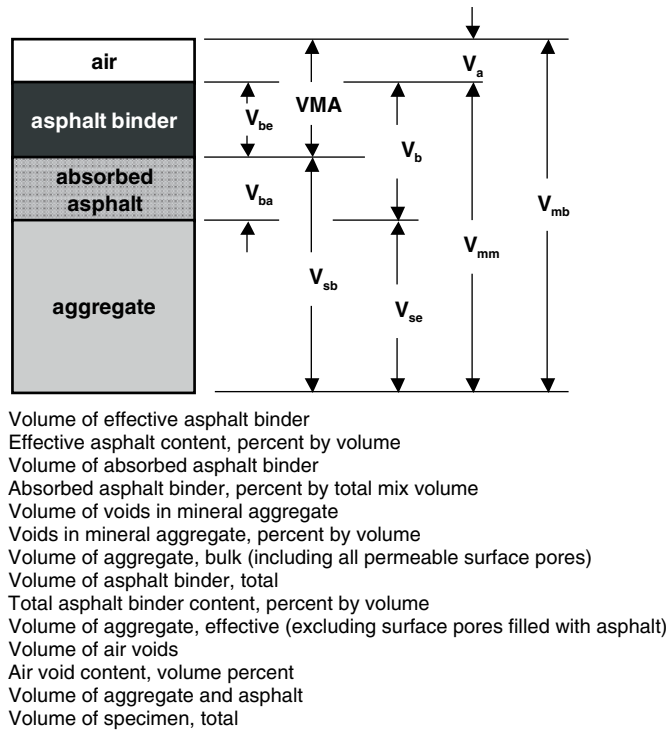 air
V_a
asphalt binder
V_be
VMA
V_b
absorbed
asphalt
V_ba
V_mb
V_mm
V_sb
aggregate
V_se
Volume of effective asphalt binder
Effective asphalt content, percent by volume
Volume of absorbed asphalt binder
Absorbed asphalt binder, percent by total mix volume
Volume of voids in mineral aggregate
Voids in mineral aggregate, percent by volume
Volume of aggregate, bulk (including all permeable surface pores)
Volume of asphalt binder, total
Total asphalt binder content, percent by volume
Volume of aggregate, effective (excluding surface pores filled with asphalt)
Volume of air voids
Air void content, volume percent
Volume of aggregate and asphalt
Volume of specimen, total